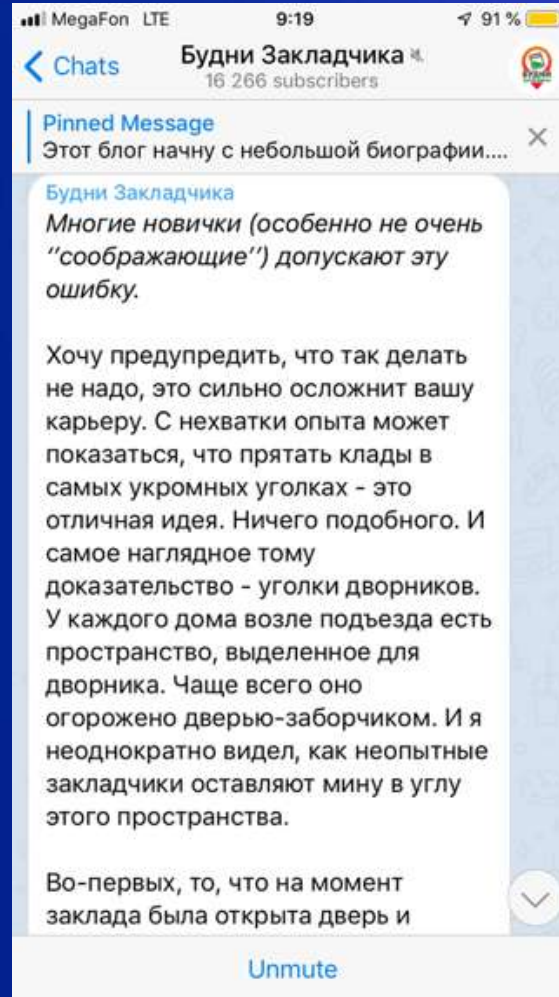 MegaFon LTE 9:19 91 %
Chats
Будни Закладчика
16 266 subscribers
Pinned Message
Этот блог начну с небольшой биографии....
Будни Закладчика
Многие новички (особенно не очень
"соображающие") допускают эту
ошибку.
Хочу предупредить, что так делать
не надо, это сильно осложнит вашу
карьеру. С нехватки опыта может
показаться, что прятать клады в
самых укромных уголках - это
отличная идея. Ничего подобного. И
самое наглядное тому
доказательство - уголки дворников.
У каждого дома возле подъезда есть
пространство, выделенное для
дворника. Чаще всего оно
огорожено дверью-заборчиком. И я
неоднократно видел, как неопытные
закладчики оставляют мину в углу
этого пространства.
Во-первых, то, что на момент
заклада была открыта дверь и
Unmute